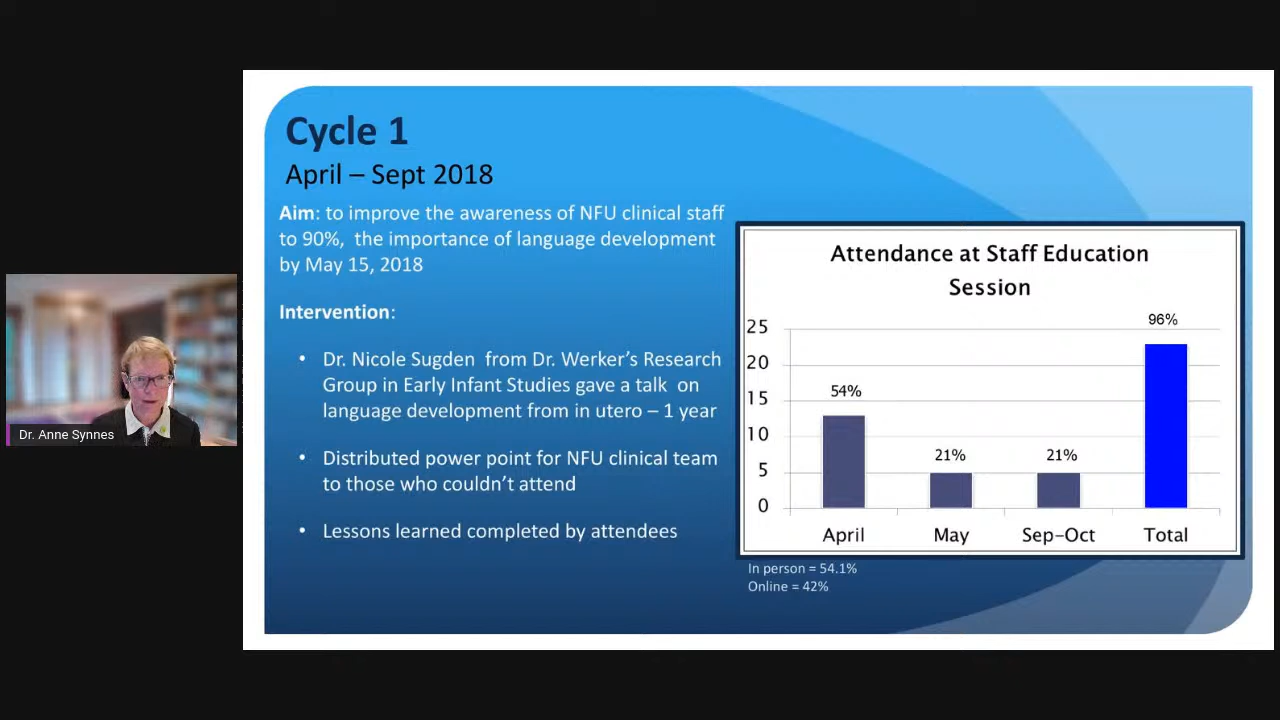 Cycle 1
April – Sept 2018
Aim: to improve the awareness of NFU clinical staff
to 90%,  the importance of language development
by May 15, 2018
Intervention:
• Dr. Nicole Sugden  from Dr. Werker’s Research
Group in Early Infant Studies gave a talk  on
language development from in utero – 1 year
• Distributed power point for NFU clinical team
to those who couldn’t attend
• Lessons learned completed by attendees
Attendance at Staff Education
Session
25
20
15
10
5
0
54%
21%
21%
96%
April
May
Sep–Oct
Total
In person = 54.1%
Online = 42%
Dr. Anne Synnes